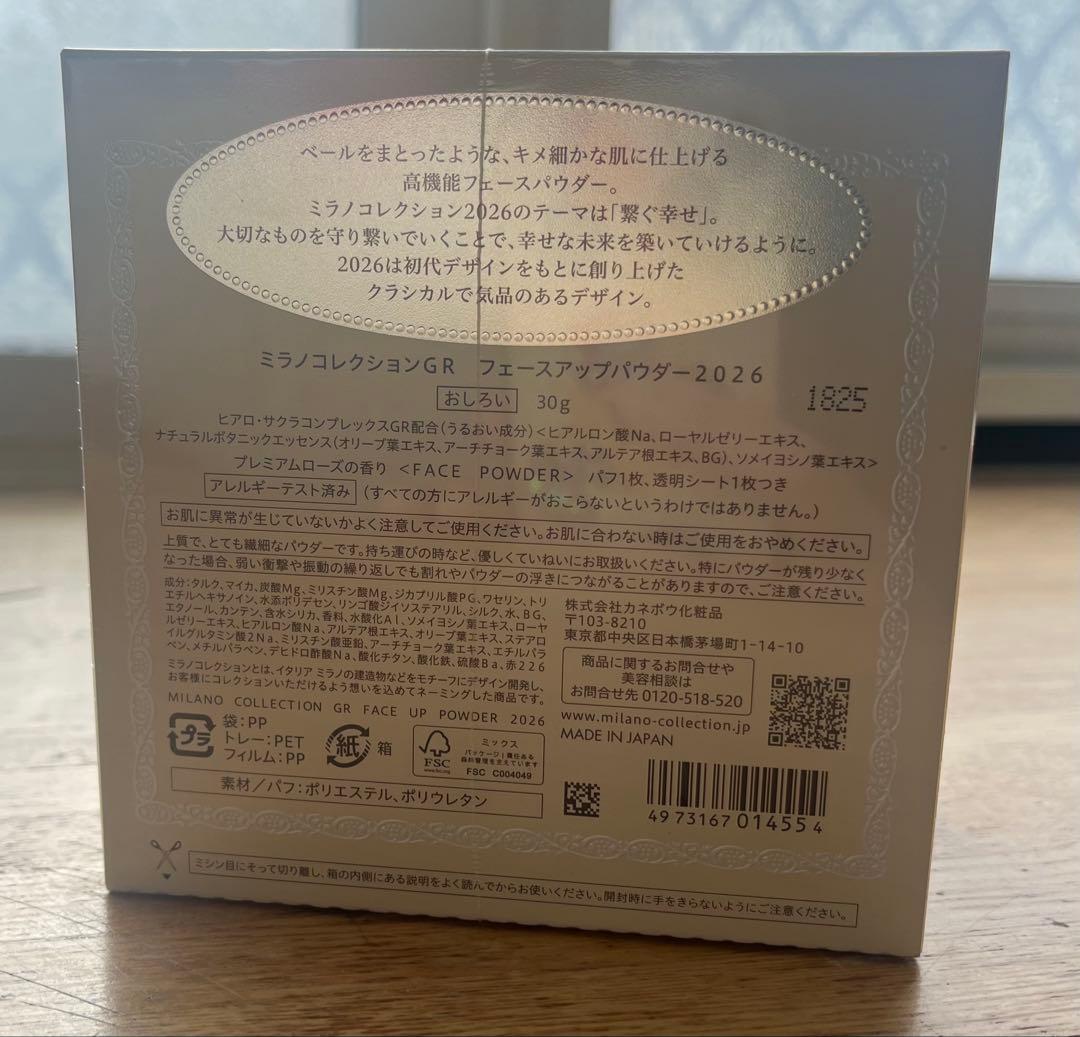 ベールをまとったような、キメ細かな肌に仕上げる
高機能フェースパウダー。
ミラノコレクション2026のテーマは「繋ぐ幸せ」。
大切なものを守り繋いでいくことで、幸せな未来を築いていけるように。
2026は初代デザインをもとに創り上げた
クラシカルで気品のあるデザイン。
ミラノコレクションGR フェースアップパウダー2026
おしろい 30g
1825
ヒアロ・サクラコンプレックスGR配合(うるおい成分)<ヒアルロン酸Na、ローヤルゼリーエキス、
ナチュラルボタニックエッセンス(オリーブ葉エキス、アーチチョーク葉エキス、アルテア根エキス、BG)、ソメイヨシノ葉エキス>
プレミアムローズの香り <FACE POWDER> パフ1枚、透明シート1枚つき
アレルギーテスト済み (すべての方にアレルギーがおこらないというわけではありません。)
お肌に異常が生じていないかよく注意してご使用ください。お肌に合わない時はご使用をおやめください。
上質で、とても繊細なパウダーです。持ち運びの時など、優しくていねいにお取扱いください。特にパウダーが残り少なく
なった場合、弱い衝撃や振動の繰り返しでも割れやパウダーの浮きにつながることがありますので、ご注意ください。
成分:タルク、マイカ、炭酸Mg、ミリスチン酸Mg、ジカプリル酸PG、ワセリン、トリ
エチルヘキサノイン、水添ポリデセン、リンゴ酸ジイソステアリル、シルク、水、BG、
エタノール、カンテン、含水シリカ、香料、水酸化Al、ソメイヨシノ葉エキス、ローヤ
ルゼリーエキス、ヒアルロン酸Na、アルテア根エキス、オリーブ葉エキス、ステアロ
イルグルタミン酸2Na、ミリスチン酸亜鉛、アーチチョーク葉エキス、エチルパラ
ベン、メチルパラベン、デヒドロ酢酸Na、酸化チタン、酸化鉄、硫酸Ba、赤226
ミラノコレクションとは、イタリア ミラノの建造物などをモチーフにデザイン開発し、
お客様にコレクションいただけるよう想いを込めてネーミングした商品です。
MILANO COLLECTION GR FACE UP POWDER 2026
株式会社カネボウ化粧品
〒103-8210
東京都中央区日本橋茅場町1-14-10
商品に関するお問合せや
美容相談は
お問合せ先 0120-518-520
www.milano-collection.jp
MADE IN JAPAN
プラ
袋:PP
トレー:PET
フィルム:PP
紙 箱
FSC
www.fsc.org
ミックス
パッケージ|責任ある
森林管理を支えています
FSC C004049
素材/パフ:ポリエステル、ポリウレタン
4973167014554
ミシン目にそって切り離し、箱の内側にある説明をよく読んでからお使いください。開封時に手をきらないようにご注意ください。